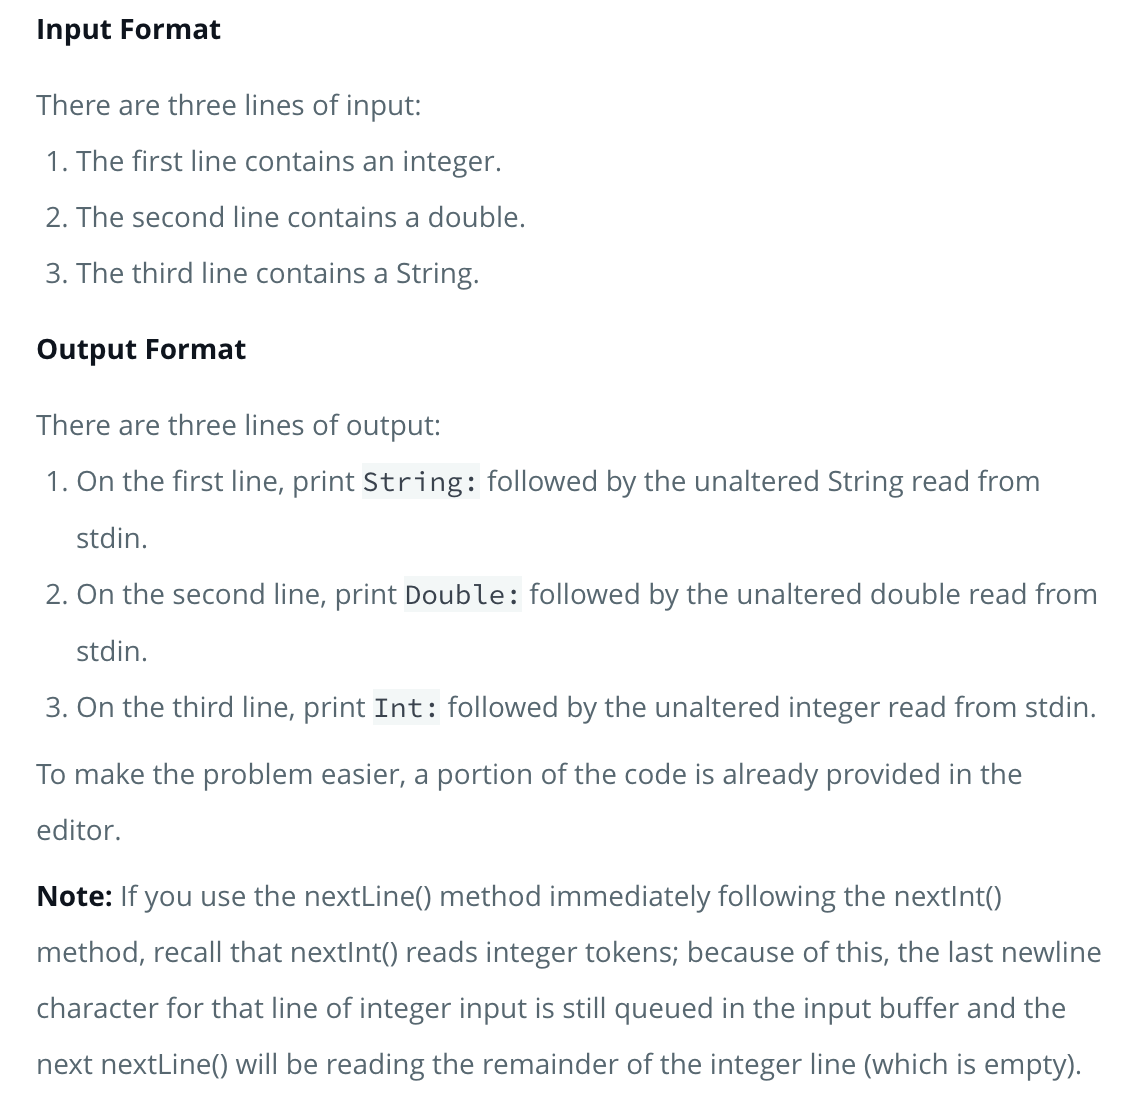 Input Format
There are three lines of input:
1. The first line contains an integer.
2. The second line contains a double.
3. The third line contains a String.
Output Format
There are three lines of output:
1. On the first line, print String: followed by the unaltered String read from
stdin.
2. On the second line, print Double: followed by the unaltered double read from
stdin.
3. On the third line, print Int: followed by the unaltered integer read from stdin.
To make the problem easier, a portion of the code is already provided in the
editor.
Note: If you use the nextLine() method immediately following the nextInt()
method, recall that nextInt() reads integer tokens; because of this, the last newline
character for that line of integer input is still queued in the input buffer and the
next nextLine() will be reading the remainder of the integer line (which is empty).